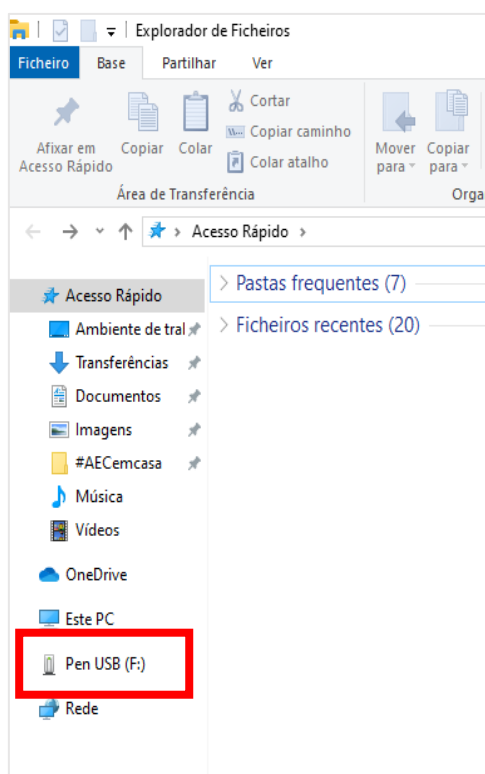 Explorador de Ficheiros
Ficheiro Base Partilhar Ver
Cortar
Copiar caminho
Colar atalho
Afixar em Acesso Rápido
Copiar
Colar
Mover para
Copiar para
Área de Transferência
Orga
Acesso Rápido
Acesso Rápido
Ambiente de tral
Transferências
Documentos
Imagens
#AECemcasa
Música
Vídeos
OneDrive
Este PC
Pen USB (F:)
Rede
Pastas frequentes (7)
Ficheiros recentes (20)